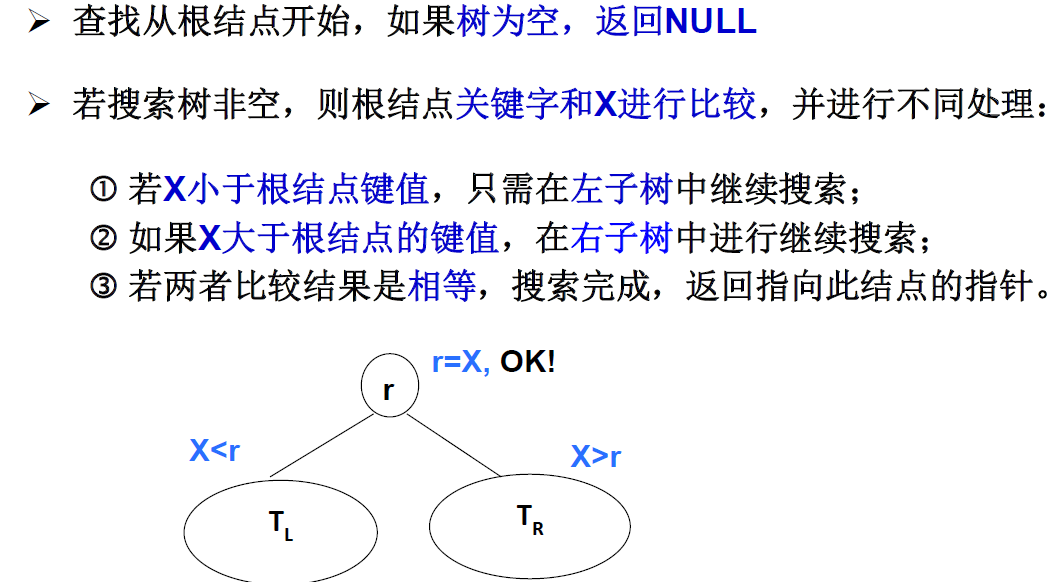 ➢ 查找从根结点开始，如果树为空，返回NULL
➢ 若搜索树非空，则根结点关键字和X进行比较，并进行不同处理：
① 若X小于根结点键值，只需在左子树中继续搜索；
② 如果X大于根结点的键值，在右子树中进行继续搜索；
③ 若两者比较结果是相等，搜索完成，返回指向此结点的指针。
r=X, OK!
r
X<r
X>r
TL
TR